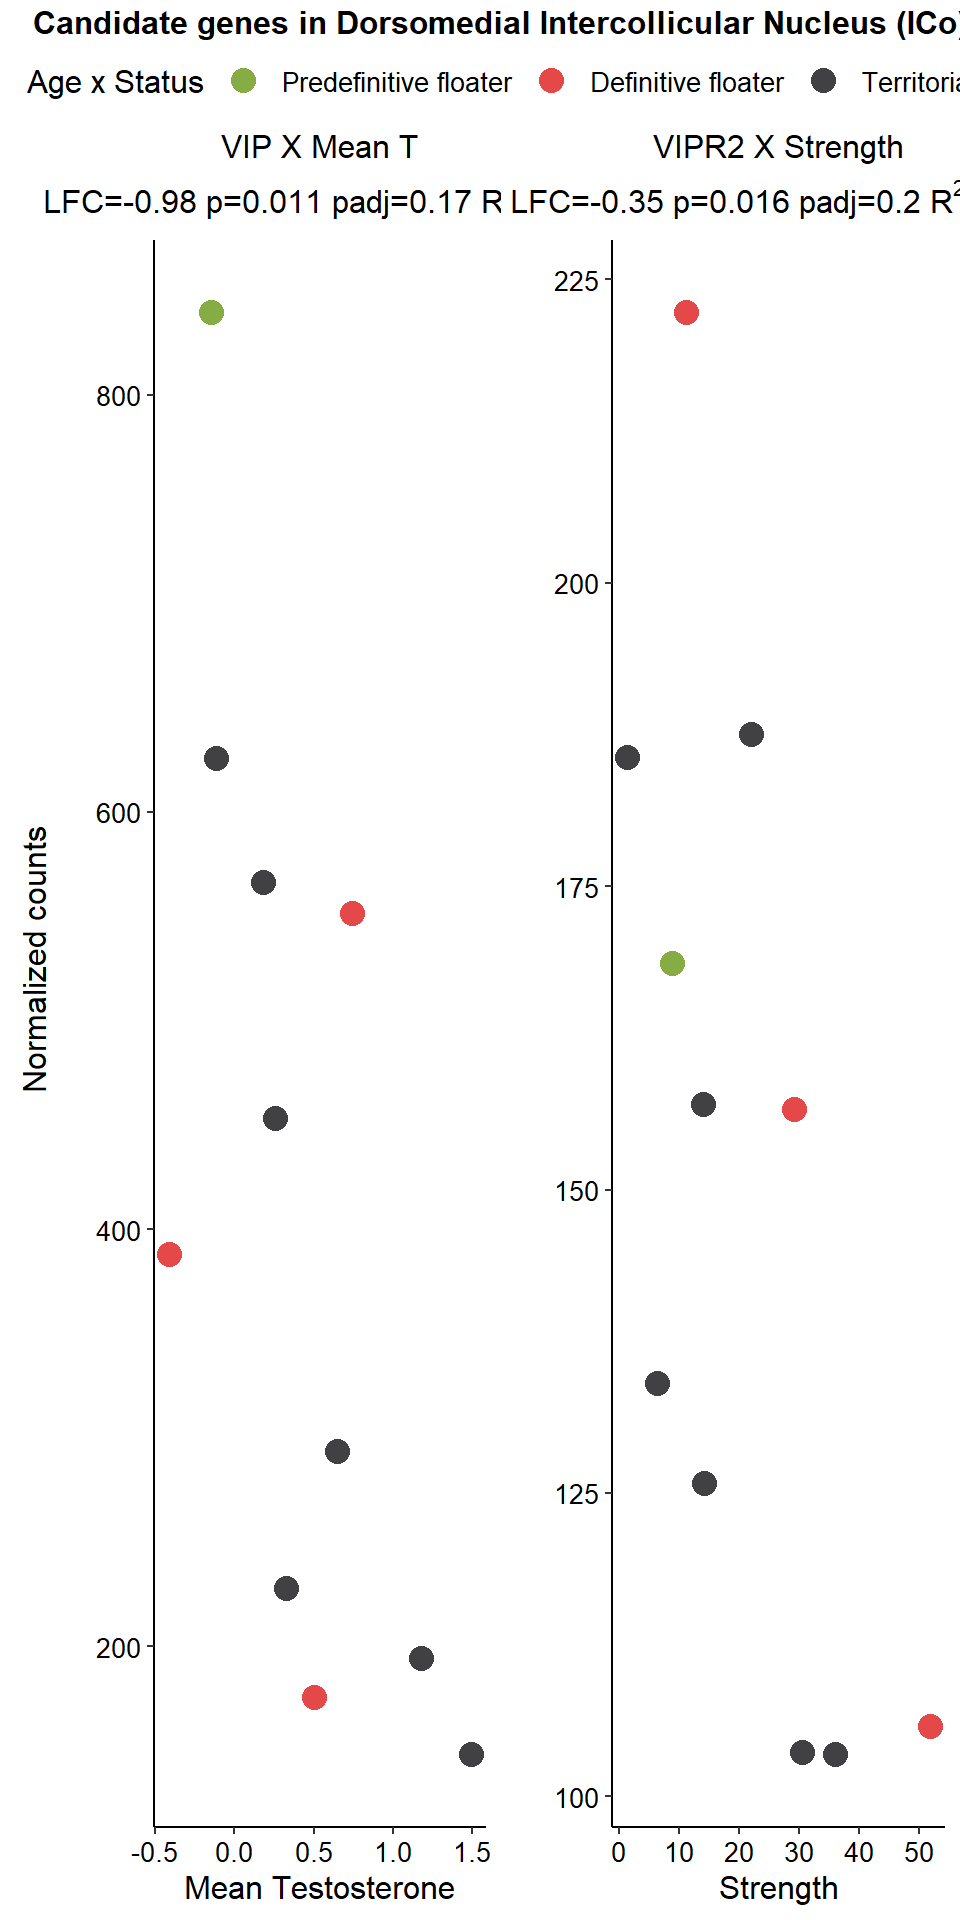 Candidate genes in Dorsomedial Intercollicular Nucleus (ICo)
Age x Status Predefinitive floater Definitive floater Territoria
VIP X Mean T
LFC=-0.98 p=0.011 padj=0.17 R
800
600
400
200
Normalized counts
-0.5 0.0 0.5 1.0 1.5
Mean Testosterone
VIPR2 X Strength
LFC=-0.35 p=0.016 padj=0.2 R²
225
200
175
150
125
100
0 10 20 30 40 50
Strength